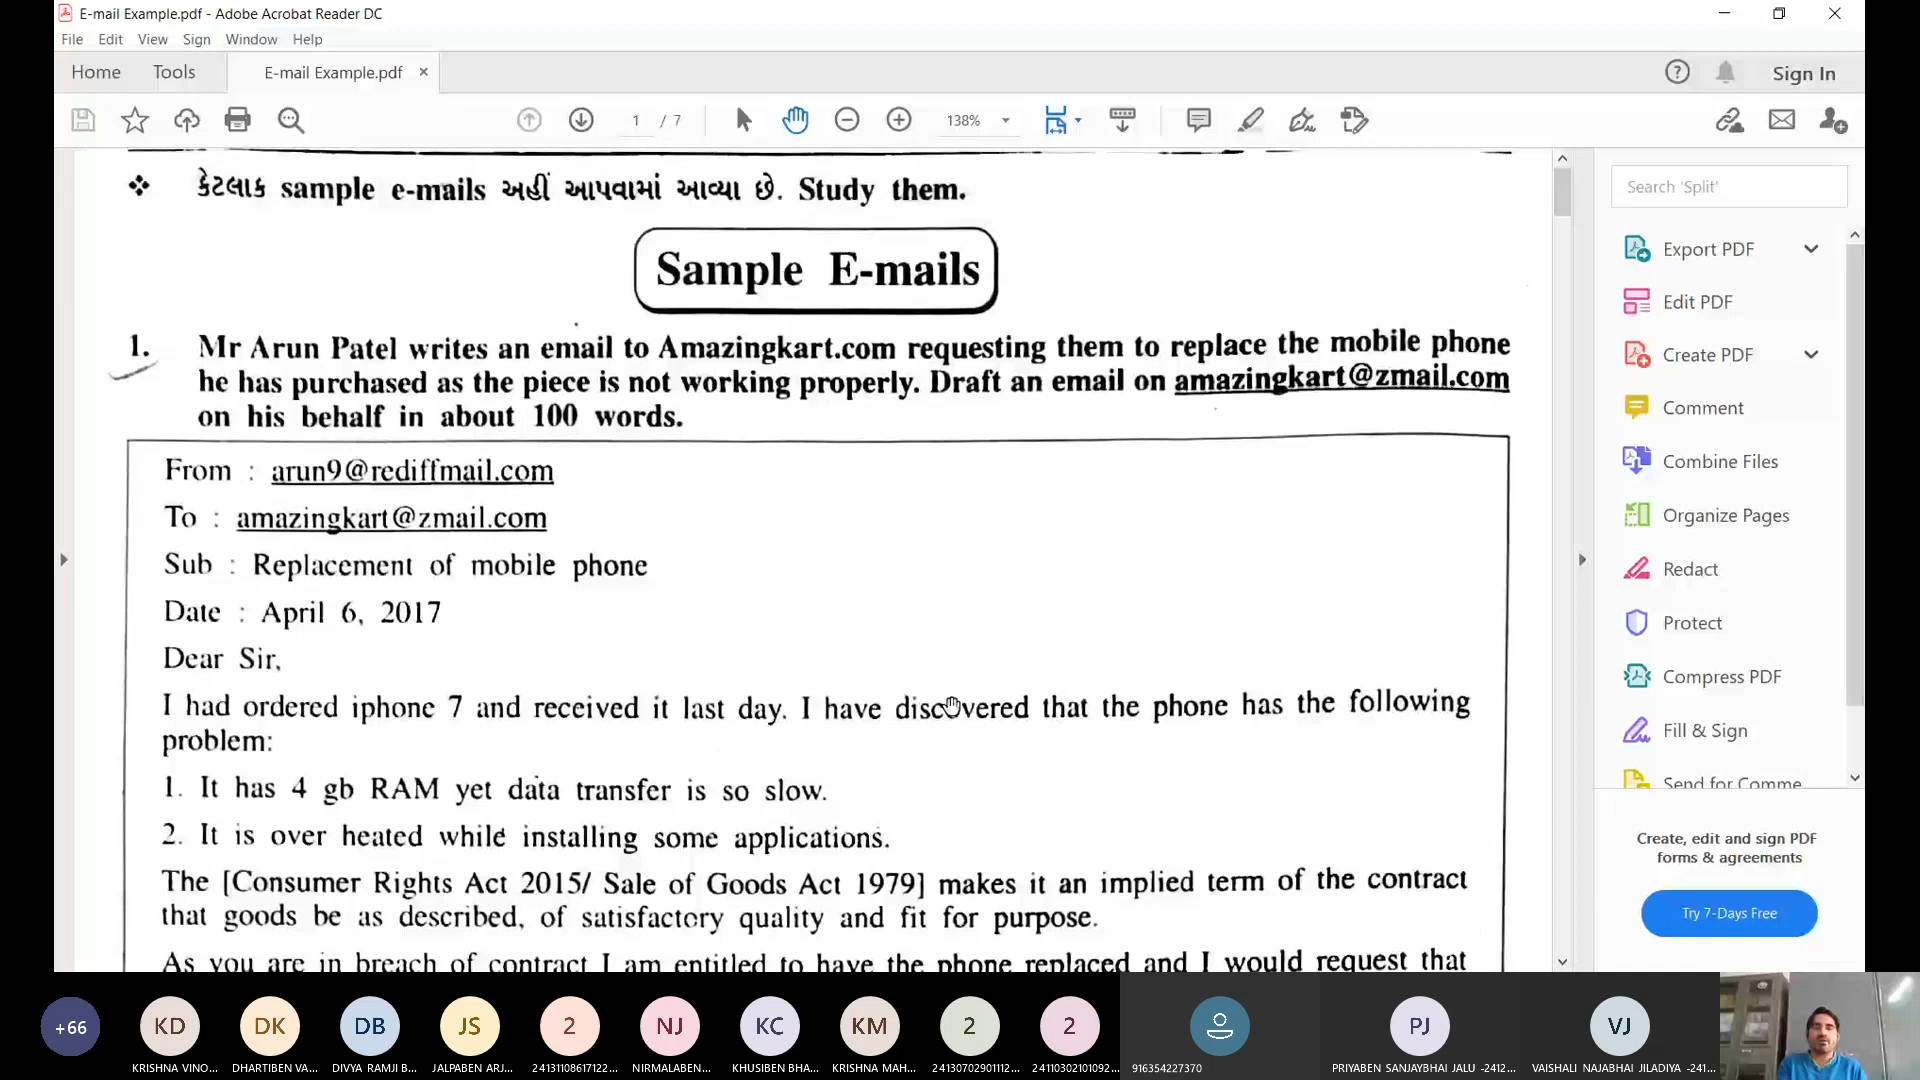 E-mail Example.pdf - Adobe Acrobat Reader DC
File Edit View Sign Window Help
Home Tools E-mail Example.pdf × Sign In
1 / 7 138%
❖ કેટલાક sample e-mails અહીં આપવામાં આવ્યા છે. Study them.
Sample E-mails
1. Mr Arun Patel writes an email to Amazingkart.com requesting them to replace the mobile phone
he has purchased as the piece is not working properly. Draft an email on amazingkart@zmail.com
on his behalf in about 100 words.
From : arun9@rediffmail.com
To : amazingkart@zmail.com
Sub : Replacement of mobile phone
Date : April 6, 2017
Dear Sir,
I had ordered iphone 7 and received it last day. I have discovered that the phone has the following
problem:
1. It has 4 gb RAM yet data transfer is so slow.
2. It is over heated while installing some applications.
The [Consumer Rights Act 2015/ Sale of Goods Act 1979] makes it an implied term of the contract
that goods be as described, of satisfactory quality and fit for purpose.
As you are in breach of contract I am entitled to have the phone replaced and I would request that
Search 'Split'
Export PDF
Edit PDF
Create PDF
Comment
Combine Files
Organize Pages
Redact
Protect
Compress PDF
Fill & Sign
Send for Comme
Create, edit and sign PDF
forms & agreements
Try 7-Days Free
+66 KD DK DB JS 2 NJ KC KM 2 2 PJ VJ
KRISHNA VINO... DHARTIBEN VA... DIVYA RAMJI B... JALPABEN ARJ... 24131108617122... NIRMALABEN... KHUSIBEN BHA... KRISHNA MAH... 24130702901112... 24110302101092... 916354227370 PRIYABEN SANJAYBHAI JALU -2412... VAISHALI NAJABHAI JILADIYA -241...